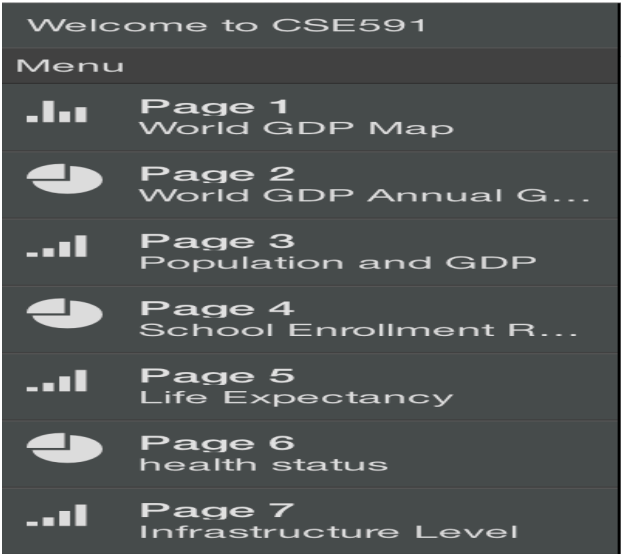 Welcome to CSE591
Menu
Page 1
World GDP Map
Page 2
World GDP Annual G...
Page 3
Population and GDP
Page 4
School Enrollment R...
Page 5
Life Expectancy
Page 6
health status
Page 7
Infrastructure Level